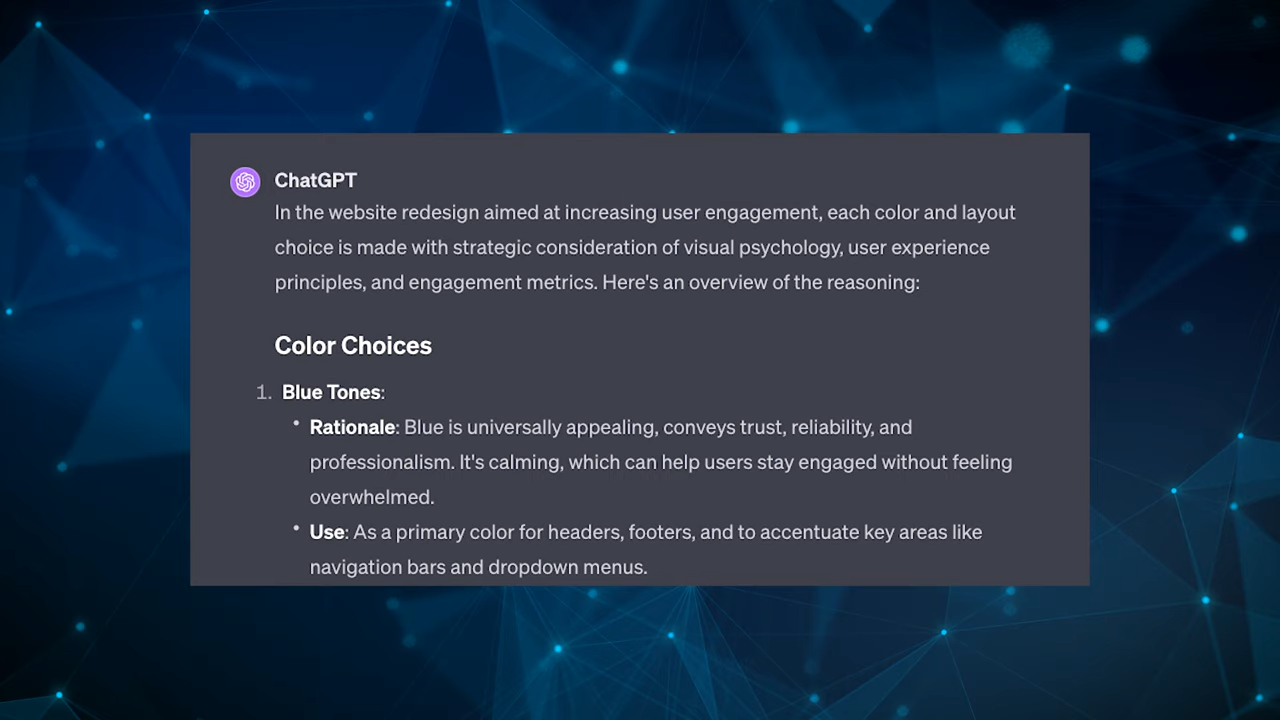 ChatGPT
In the website redesign aimed at increasing user engagement, each color and layout
choice is made with strategic consideration of visual psychology, user experience
principles, and engagement metrics. Here's an overview of the reasoning:
Color Choices
1. Blue Tones:
• Rationale: Blue is universally appealing, conveys trust, reliability, and
professionalism. It's calming, which can help users stay engaged without feeling
overwhelmed.
• Use: As a primary color for headers, footers, and to accentuate key areas like
navigation bars and dropdown menus.